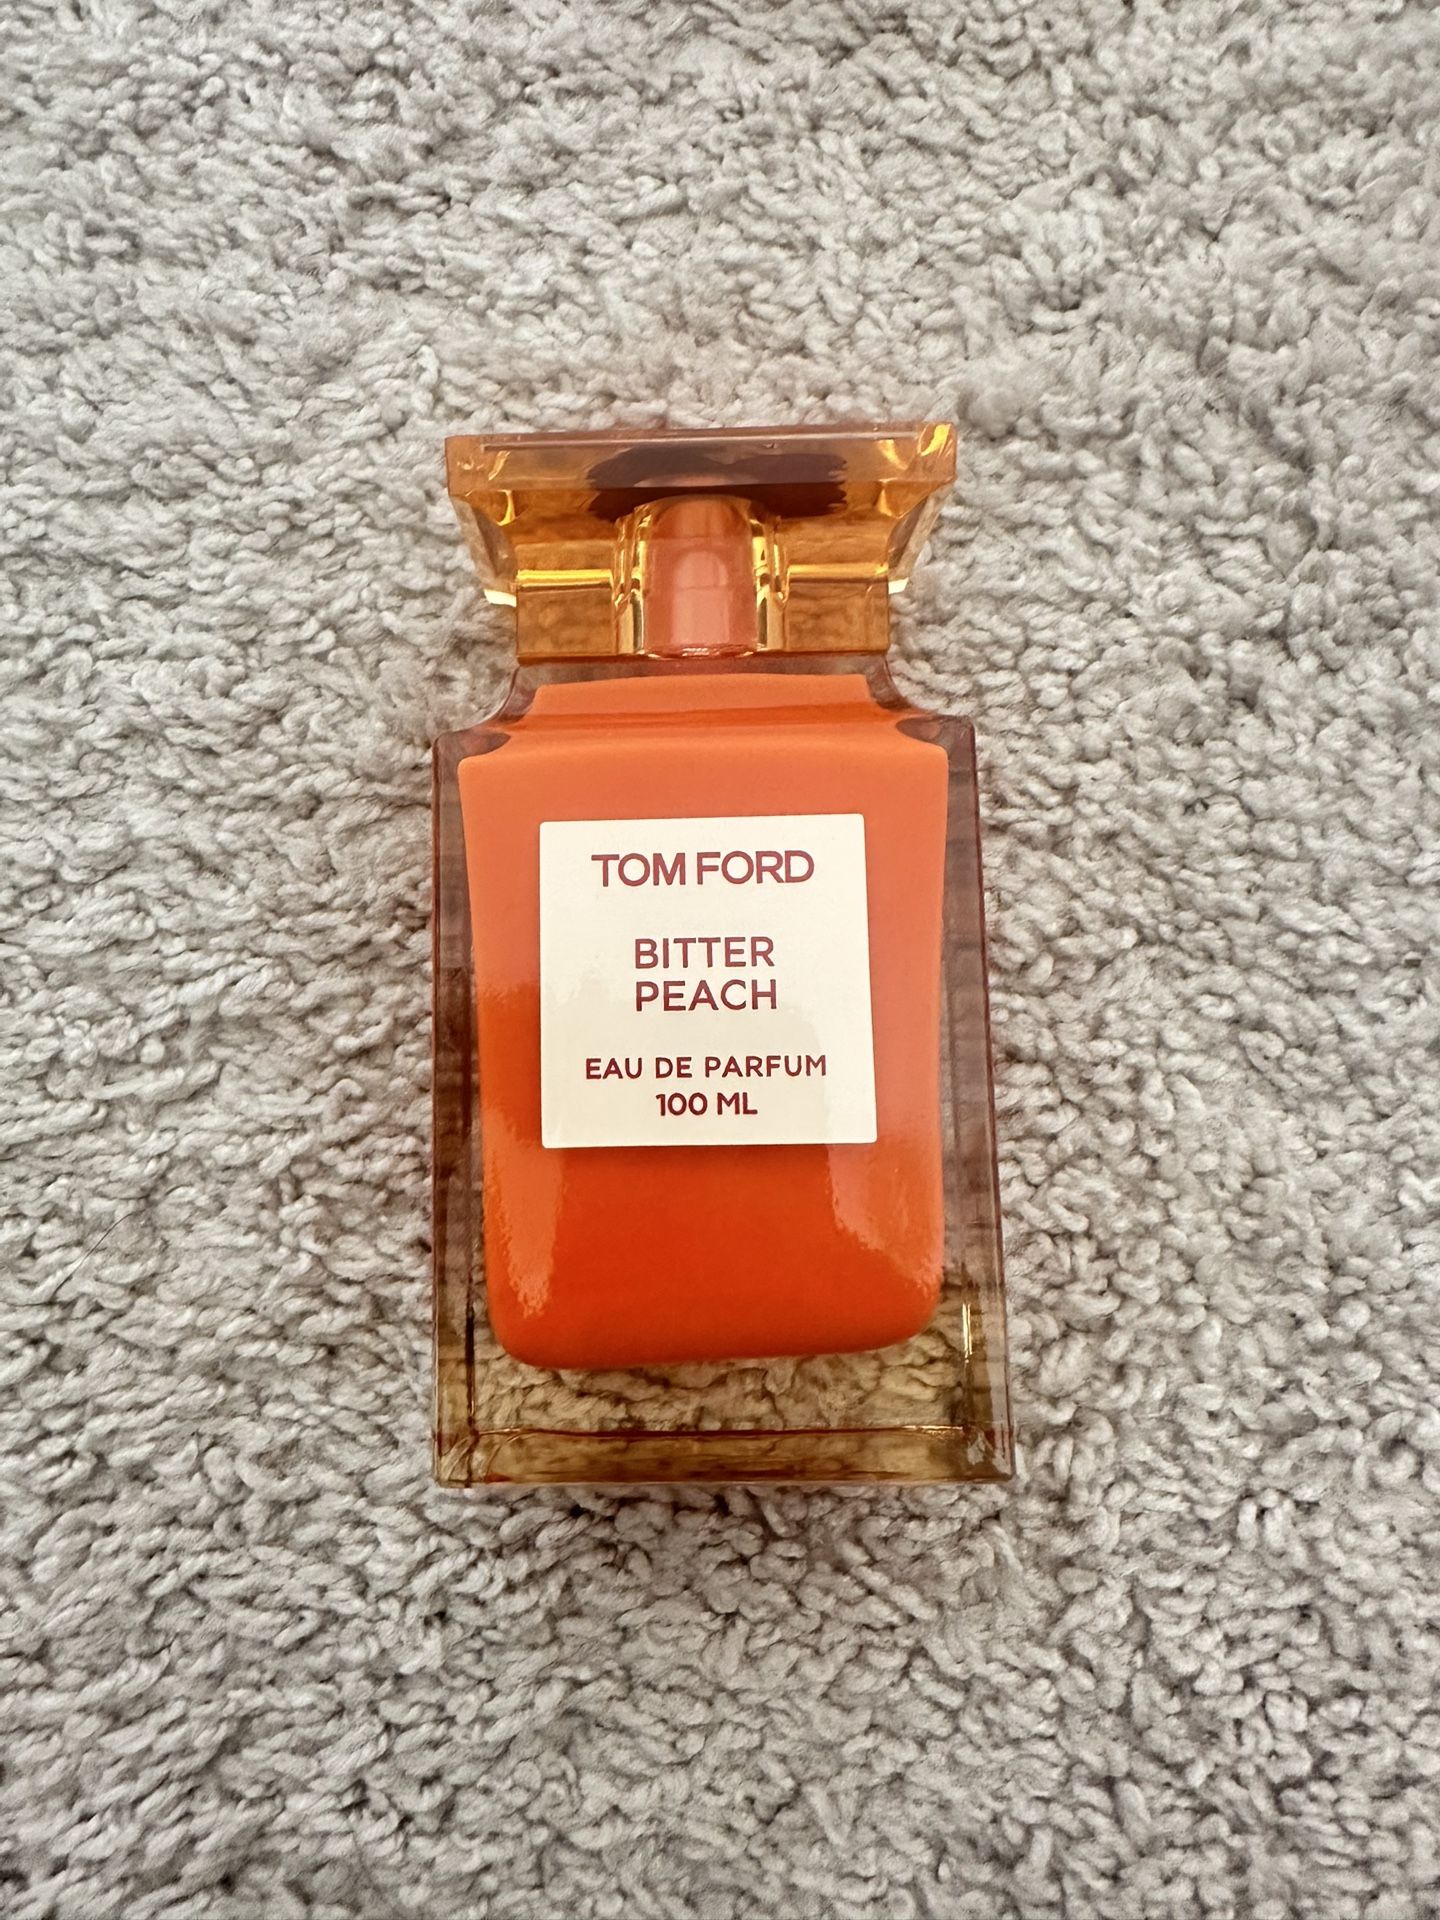 TOM FORD
BITTER
PEACH
EAU DE PARFUM
100 ML